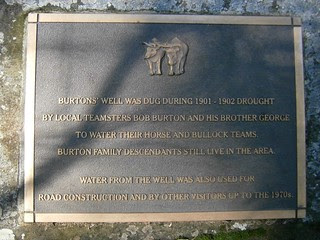 BURTONS' WELL WAS DUG DURING 1901 - 1902 DROUGHT
BY LOCAL TEAMSTERS BOB BURTON AND HIS BROTHER GEORGE
TO WATER THEIR HORSE AND BULLOCK TEAMS.
BURTON FAMILY DESCENDANTS STILL LIVE IN THE AREA.
WATER FROM THE WELL WAS ALSO USED FOR
ROAD CONSTRUCTION AND BY OTHER VISITORS UP TO THE 1970s.